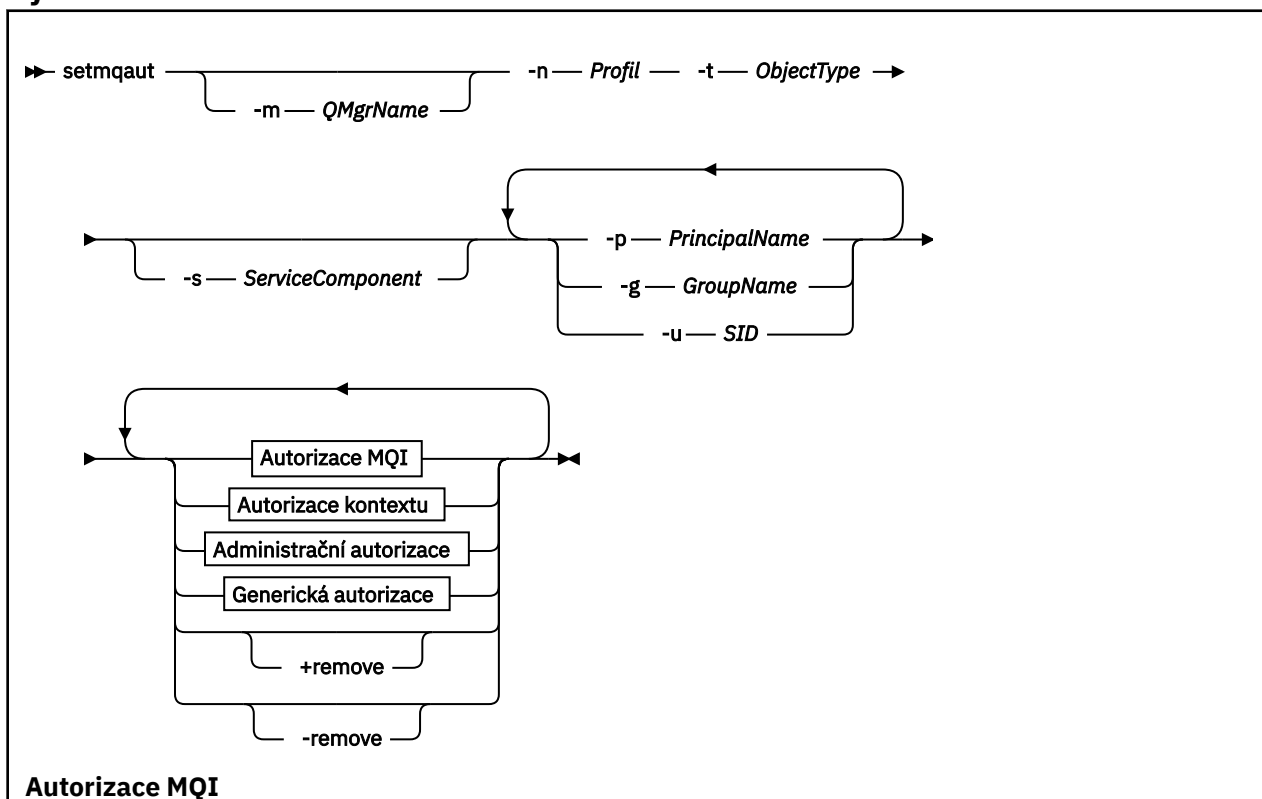 setmqaut -n Profil -t ObjectType
-m QMgrName
-p PrincipalName
-s ServiceComponent -g GroupName
-u SID
Autorizace MQI
Autorizace kontextu
Administrační autorizace
Generická autorizace
+remove
-remove
Autorizace MQI